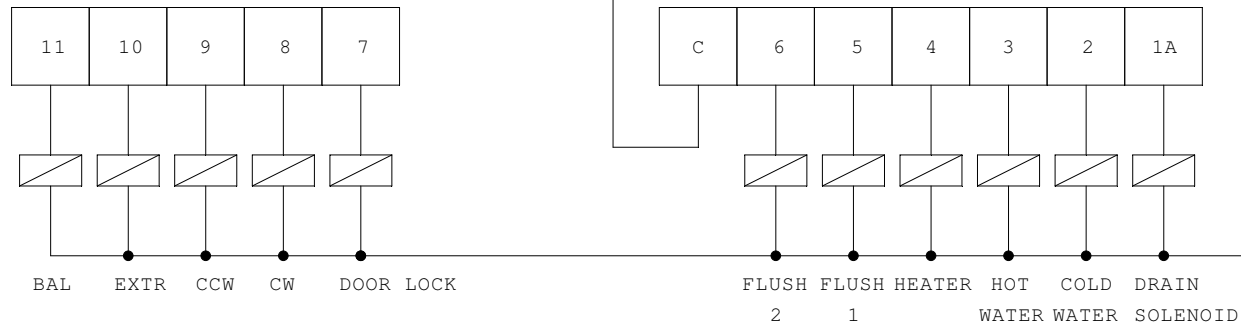 11 10 9 8 7 C 6 5 4 3 2 1A
BAL EXTR CCW CW DOOR LOCK FLUSH FLUSH HEATER HOT COLD DRAIN
2 1 WATER WATER SOLENOID